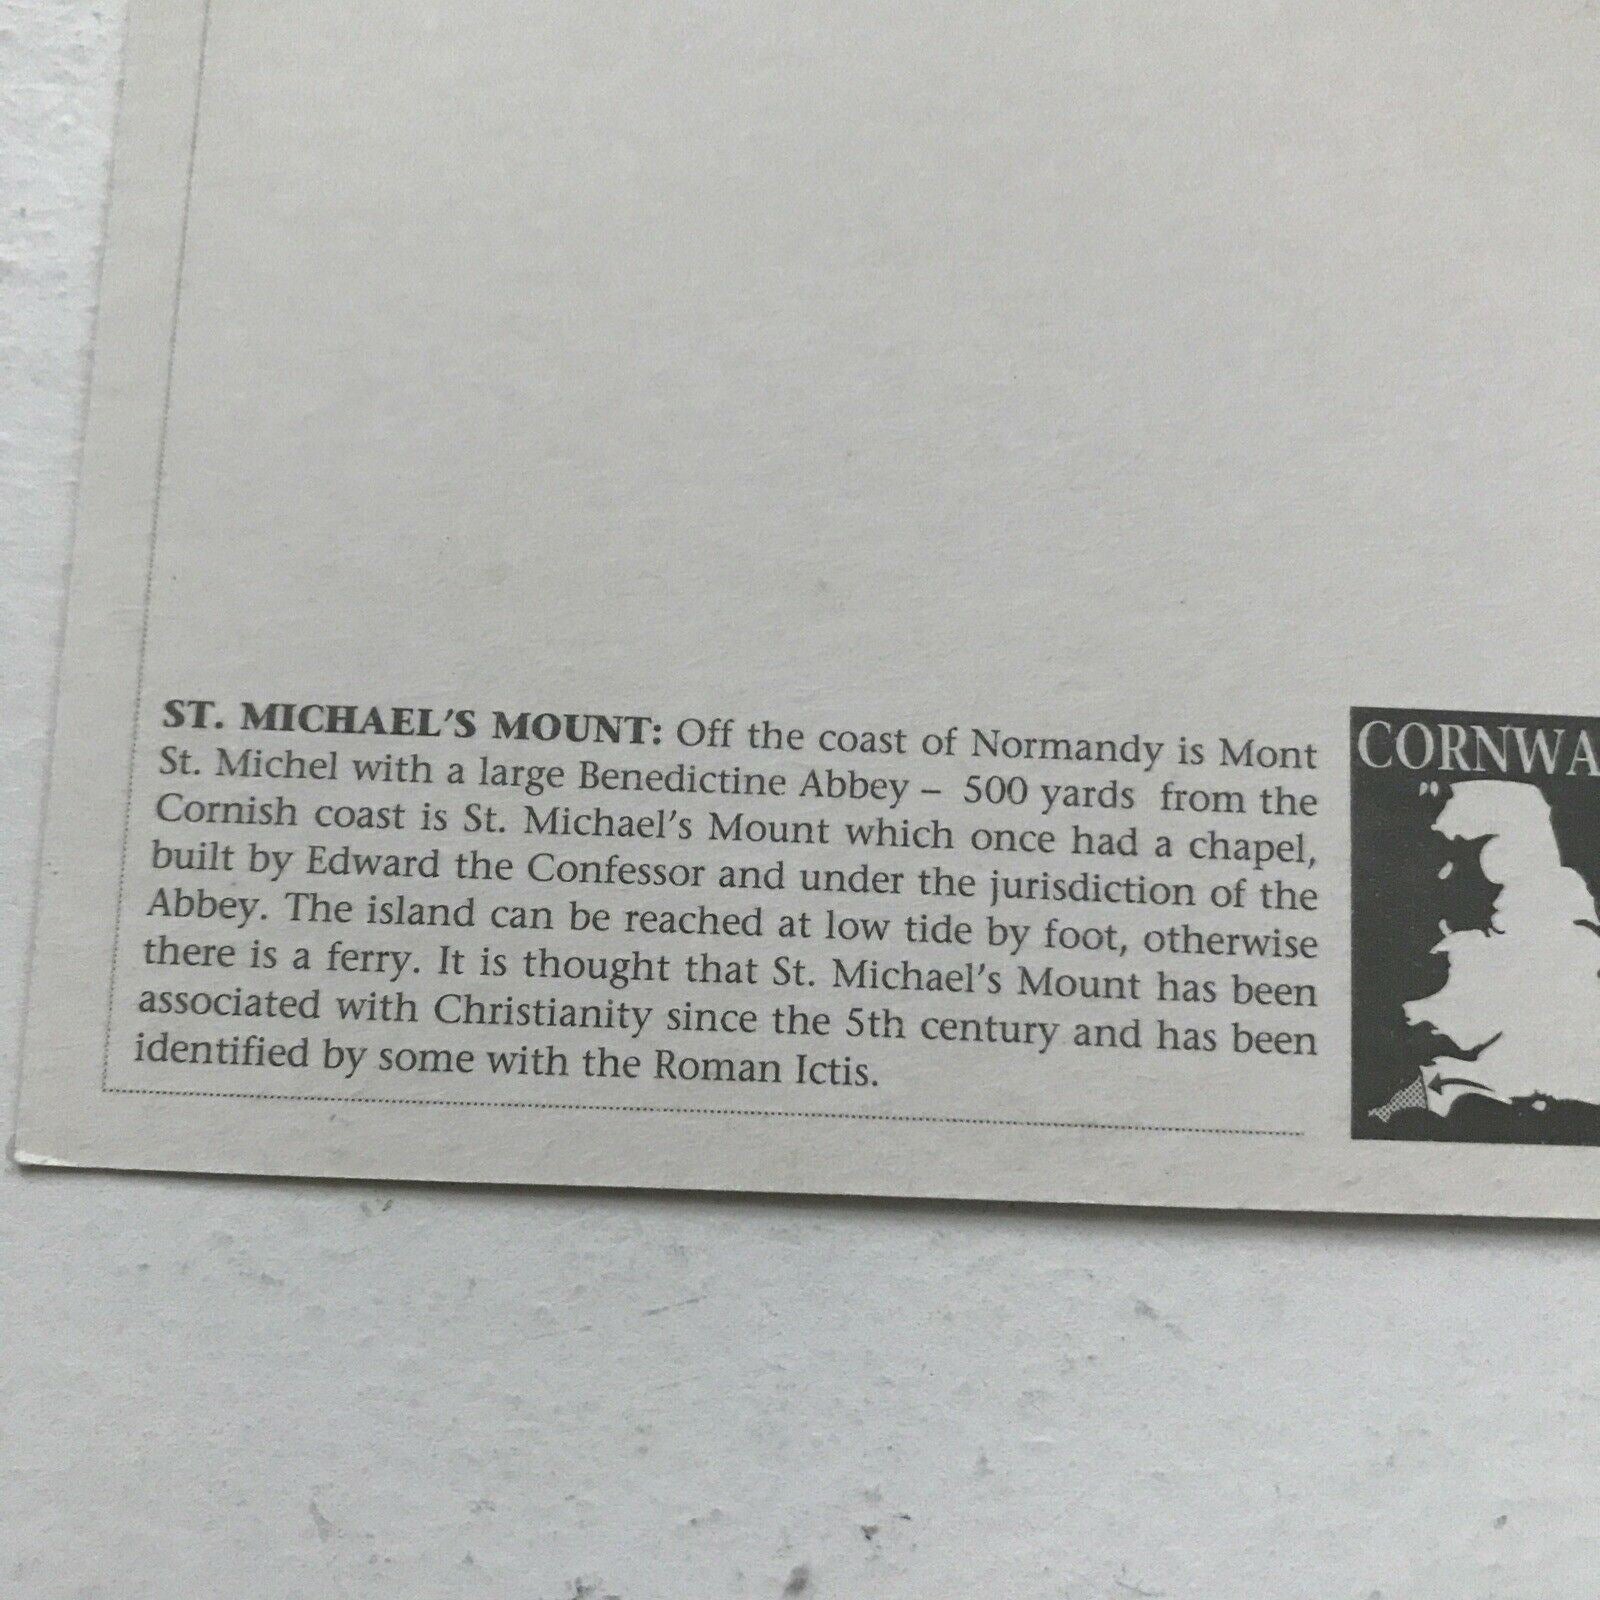 ST. MICHAEL'S MOUNT: Off the coast of Normandy is Mont
St. Michel with a large Benedictine Abbey – 500 yards from the
Cornish coast is St. Michael's Mount which once had a chapel,
built by Edward the Confessor and under the jurisdiction of the
Abbey. The island can be reached at low tide by foot, otherwise
there is a ferry. It is thought that St. Michael's Mount has been
associated with Christianity since the 5th century and has been
identified by some with the Roman Ictis.
CORNWA